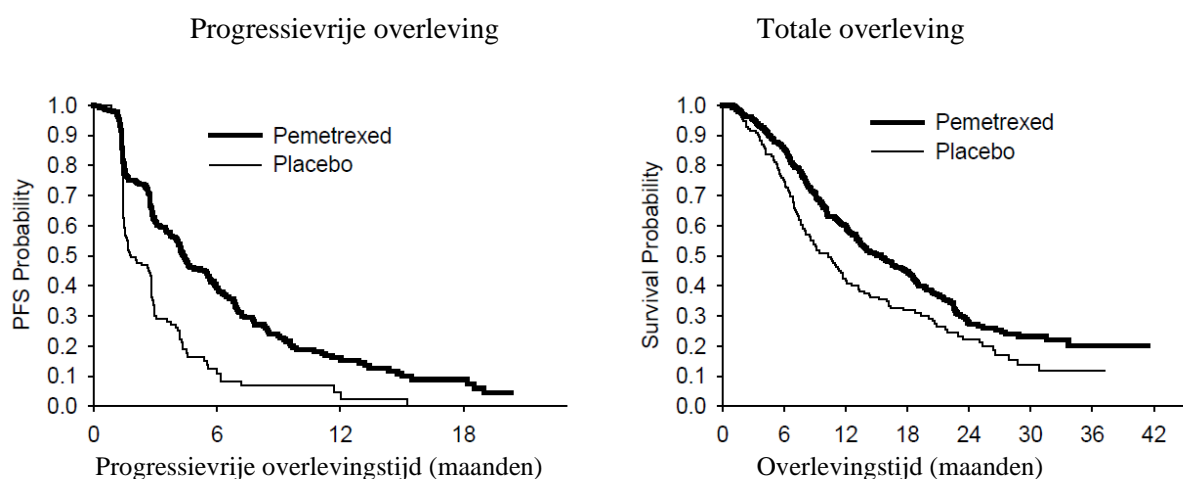 Progressievrije overleving
Totale overleving
PFS Probability
1.0
0.9
0.8
0.7
0.6
0.5
0.4
0.3
0.2
0.1
0.0
Pemetrexed
Placebo
0 6 12 18
Progressievrije overlevingstijd (maanden)
Survival Probability
1.0
0.9
0.8
0.7
0.6
0.5
0.4
0.3
0.2
0.1
0.0
Pemetrexed
Placebo
0 6 12 18 24 30 36 42
Overlevingstijd (maanden)